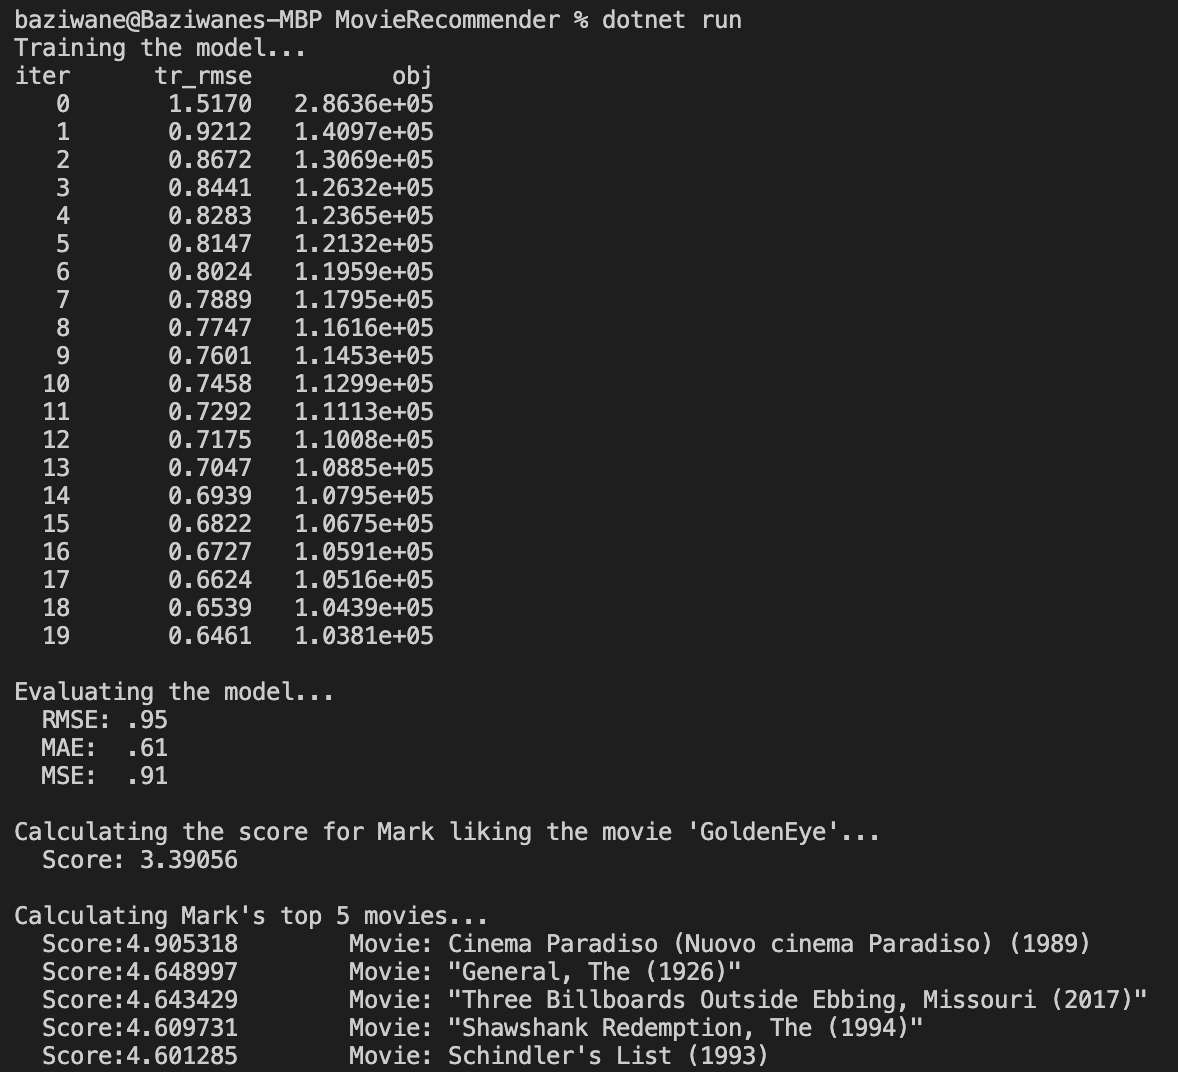 baziwane@Baziwanes-MBP MovieRecommender % dotnet run
Training the model...
iter      tr_rmse          obj
   0       1.5170   2.8636e+05
   1       0.9212   1.4097e+05
   2       0.8672   1.3069e+05
   3       0.8441   1.2632e+05
   4       0.8283   1.2365e+05
   5       0.8147   1.2132e+05
   6       0.8024   1.1959e+05
   7       0.7889   1.1795e+05
   8       0.7747   1.1616e+05
   9       0.7601   1.1453e+05
  10       0.7458   1.1299e+05
  11       0.7292   1.1113e+05
  12       0.7175   1.1008e+05
  13       0.7047   1.0885e+05
  14       0.6939   1.0795e+05
  15       0.6822   1.0675e+05
  16       0.6727   1.0591e+05
  17       0.6624   1.0516e+05
  18       0.6539   1.0439e+05
  19       0.6461   1.0381e+05

Evaluating the model...
  RMSE: .95
  MAE:  .61
  MSE:  .91

Calculating the score for Mark liking the movie 'GoldenEye'...
  Score: 3.39056

Calculating Mark's top 5 movies...
  Score:4.905318        Movie: Cinema Paradiso (Nuovo cinema Paradiso) (1989)
  Score:4.648997        Movie: "General, The (1926)"
  Score:4.643429        Movie: "Three Billboards Outside Ebbing, Missouri (2017)"
  Score:4.609731        Movie: "Shawshank Redemption, The (1994)"
  Score:4.601285        Movie: Schindler's List (1993)